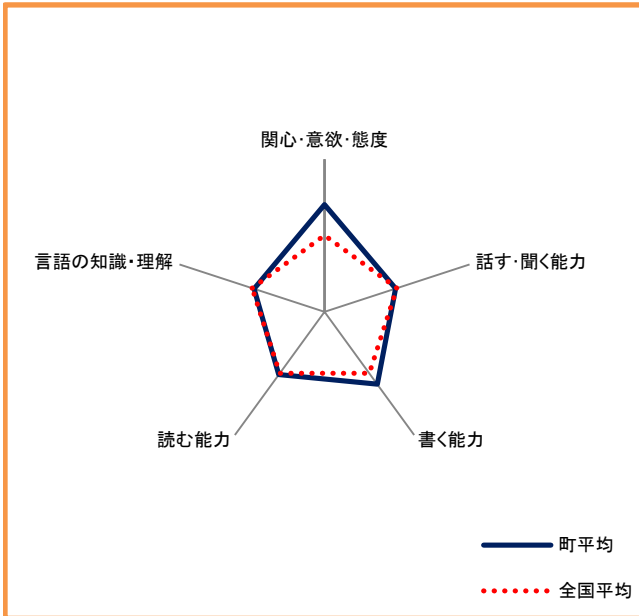 関心・意欲・態度
言語の知識・理解
話す・聞く能力
読む能力
書く能力
町平均
全国平均